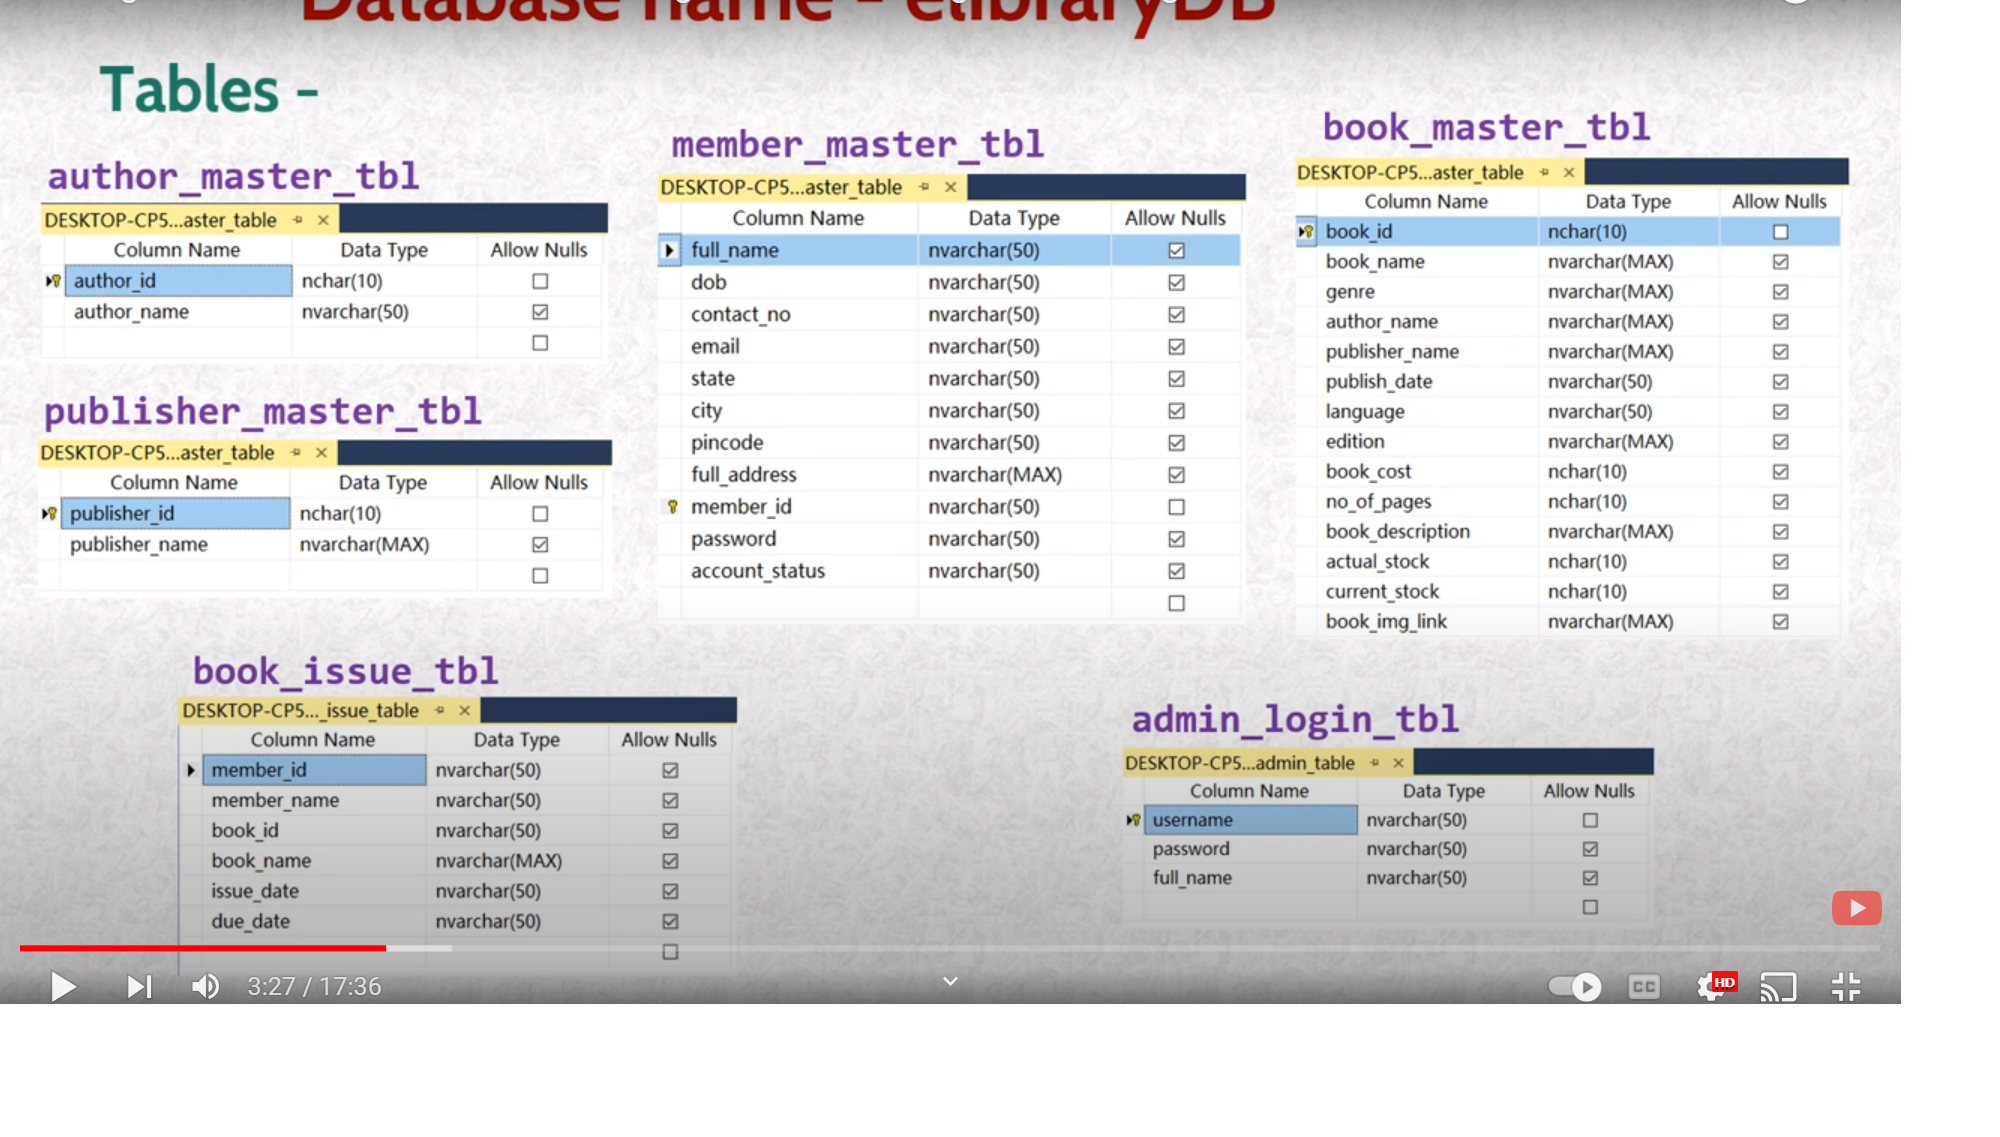 Database name - elibraryDB
Tables -
author_master_tbl
DESKTOP-CP5...aster_table
Column Name Data Type Allow Nulls
author_id nchar(10)
author_name nvarchar(50)
publisher_master_tbl
DESKTOP-CP5...aster_table
Column Name Data Type Allow Nulls
publisher_id nchar(10)
publisher_name nvarchar(MAX)
member_master_tbl
DESKTOP-CP5...aster_table
Column Name Data Type Allow Nulls
full_name nvarchar(50)
dob nvarchar(50)
contact_no nvarchar(50)
email nvarchar(50)
state nvarchar(50)
city nvarchar(50)
pincode nvarchar(50)
full_address nvarchar(MAX)
member_id nvarchar(50)
password nvarchar(50)
account_status nvarchar(50)
book_master_tbl
DESKTOP-CP5...aster_table
Column Name Data Type Allow Nulls
book_id nchar(10)
book_name nvarchar(MAX)
genre nvarchar(MAX)
author_name nvarchar(MAX)
publisher_name nvarchar(MAX)
publish_date nvarchar(50)
language nvarchar(50)
edition nvarchar(MAX)
book_cost nchar(10)
no_of_pages nchar(10)
book_description nvarchar(MAX)
actual_stock nchar(10)
current_stock nchar(10)
book_img_link nvarchar(MAX)
book_issue_tbl
DESKTOP-CP5..._issue_table
Column Name Data Type Allow Nulls
member_id nvarchar(50)
member_name nvarchar(50)
book_id nvarchar(50)
book_name nvarchar(MAX)
issue_date nvarchar(50)
due_date nvarchar(50)
admin_login_tbl
DESKTOP-CP5...admin_table
Column Name Data Type Allow Nulls
username nvarchar(50)
password nvarchar(50)
full_name nvarchar(50)
3:27 / 17:36
CC
HD